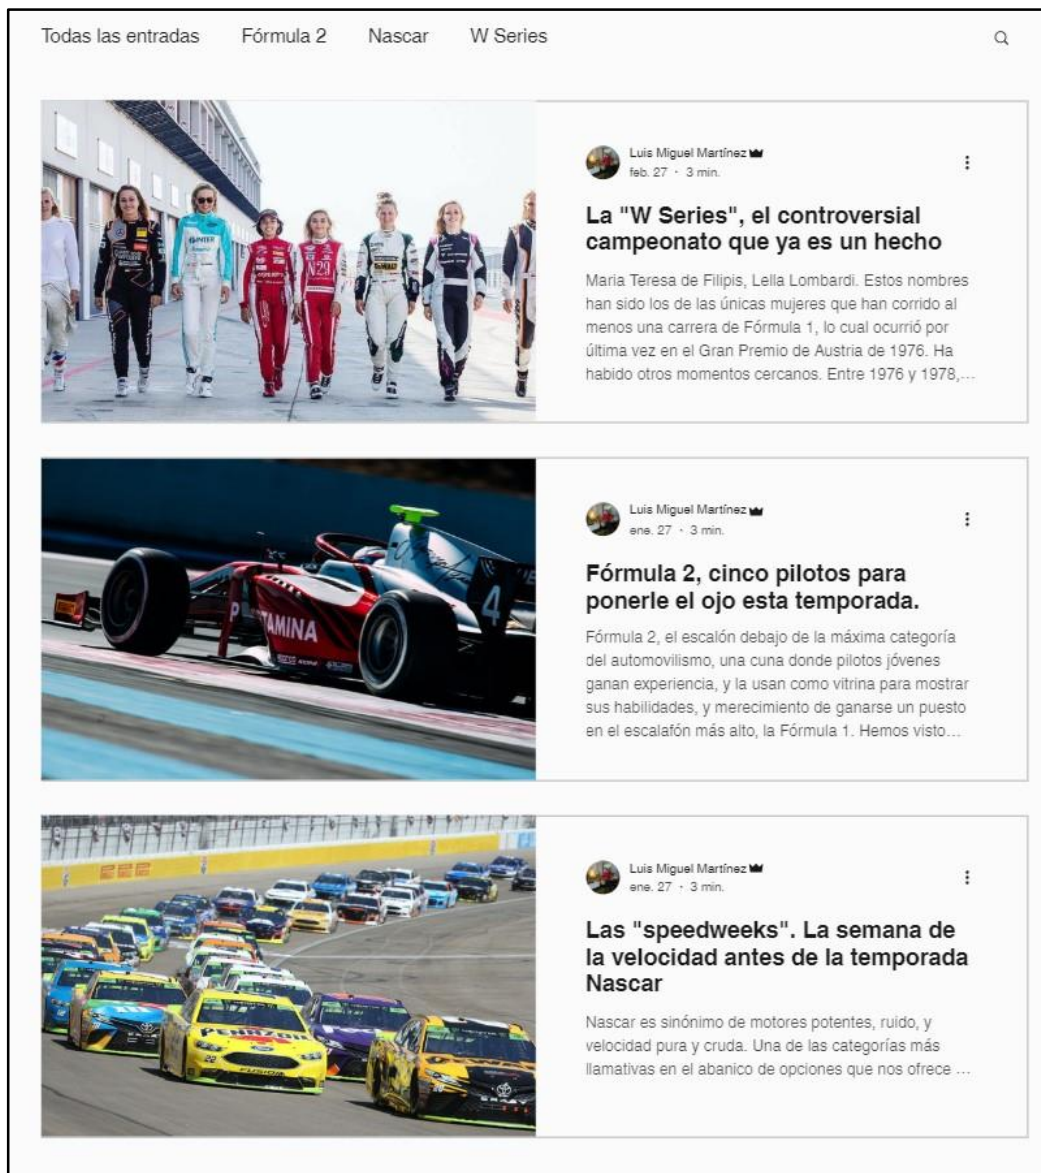 Todas las entradas Fórmula 2 Nascar W Series
Luis Miguel Martínez
feb. 27 · 3 min.
La "W Series", el controversial
campeonato que ya es un hecho
Maria Teresa de Filipis, Lella Lombardi. Estos nombres
han sido los de las únicas mujeres que han corrido al
menos una carrera de Fórmula 1, lo cual ocurrió por
última vez en el Gran Premio de Austria de 1976. Ha
habido otros momentos cercanos. Entre 1976 y 1978,...
N29
4
TAMINA
Luis Miguel Martínez
ene. 27 · 3 min.
Fórmula 2, cinco pilotos para
ponerle el ojo esta temporada.
Fórmula 2, el escalón debajo de la máxima categoría
del automovilismo, una cuna donde pilotos jóvenes
ganan experiencia, y la usan como vitrina para mostrar
sus habilidades, y merecimiento de ganarse un puesto
en el escalafón más alto, la Fórmula 1. Hemos visto...
PENNZOIL
22
FUSION
Luis Miguel Martínez
ene. 27 · 3 min.
Las "speedweeks". La semana de
la velocidad antes de la temporada
Nascar
Nascar es sinónimo de motores potentes, ruido, y
velocidad pura y cruda. Una de las categorías más
llamativas en el abanico de opciones que nos ofrece ...